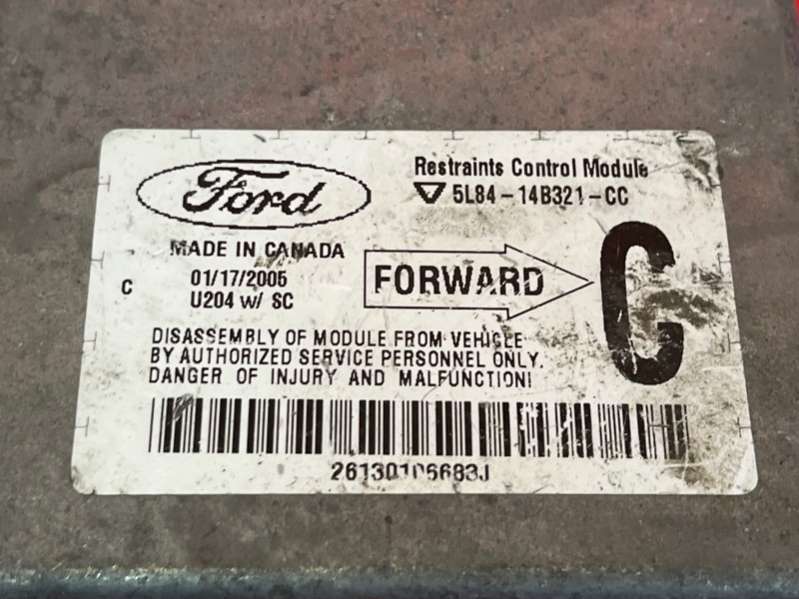 Ford
Restraints Control Module
5L84-14B321-CC
MADE IN CANADA
C
01/17/2005
U204 w/ SC
FORWARD
C
DISASSEMBLY OF MODULE FROM VEHICLE
BY AUTHORIZED SERVICE PERSONNEL ONLY.
DANGER OF INJURY AND MALFUNCTION!
26130106683J